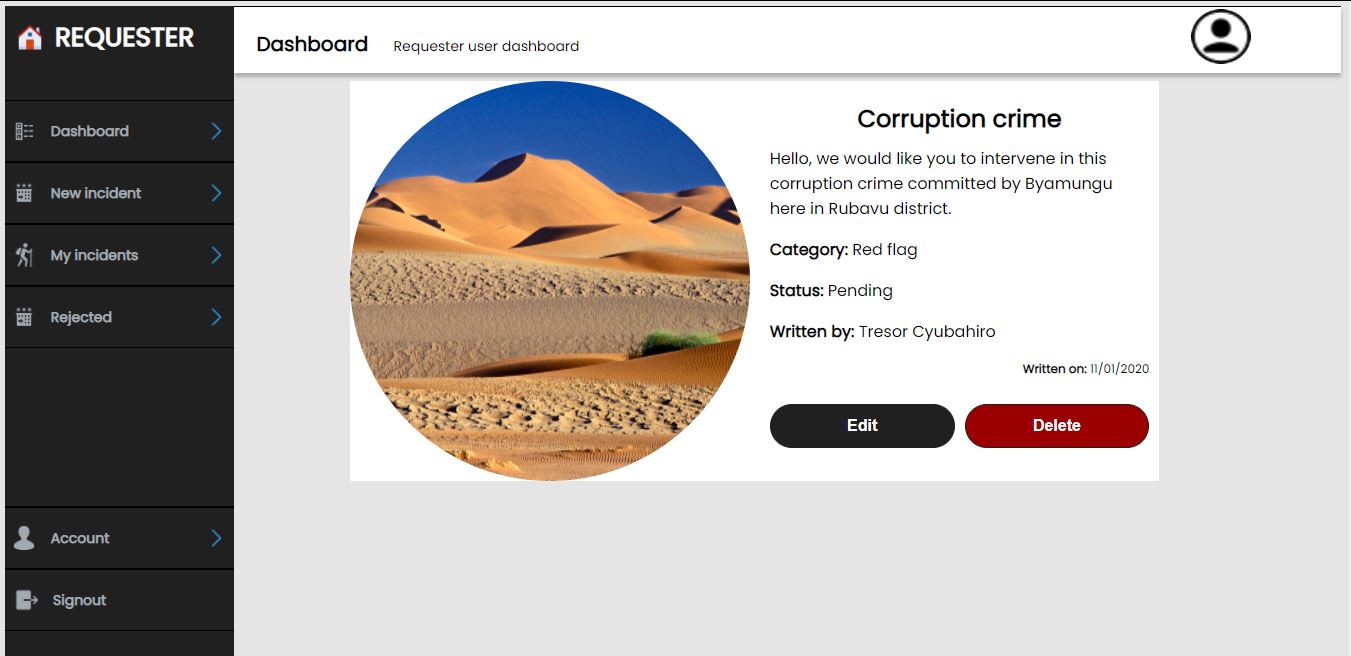 REQUESTER
Dashboard
New incident
My incidents
Rejected
Account
Signout
Dashboard Requester user dashboard
Corruption crime
Hello, we would like you to intervene in this
corruption crime committed by Byamungu
here in Rubavu district.
Category: Red flag
Status: Pending
Written by: Tresor Cyubahiro
Written on: 11/01/2020
Edit Delete